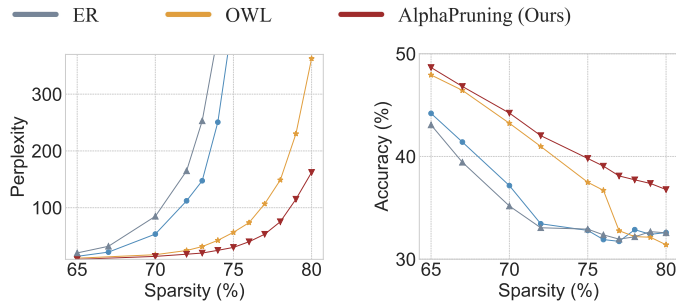 ER OWL AlphaPruning (Ours)
300
200
100
65 70 75 80
Perplexity
Sparsity (%)
50
40
30
65 70 75 80
Accuracy (%)
Sparsity (%)